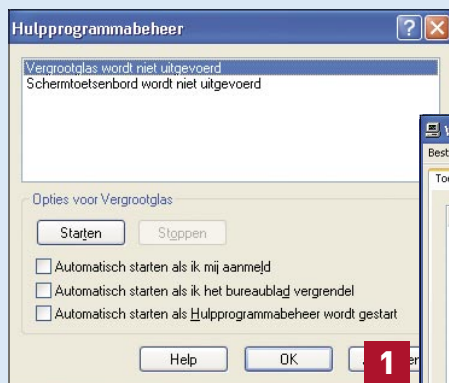 Hulpprogrammabeheer
Vergrootglas wordt niet uitgevoerd
Schermtoetsenbord wordt niet uitgevoerd
Opties voor Vergrootglas
Starten Stoppen
Automatisch starten als ik mij aanmeld
Automatisch starten als ik het bureaublad vergrendel
Automatisch starten als Hulpprogrammabeheer wordt gestart
Help OK
1